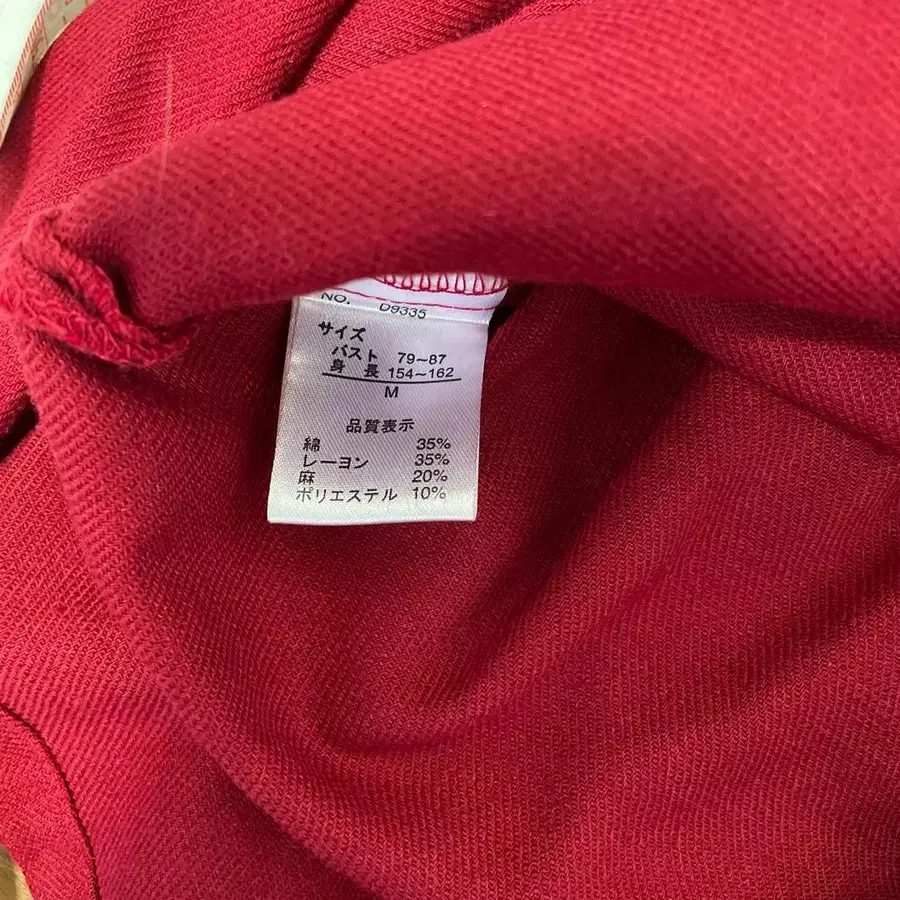 NO. D9335
サイズ
バスト 79~87
身長 154~162
M
品質表示
綿 35%
レーヨン 35%
麻 20%
ポリエステル 10%